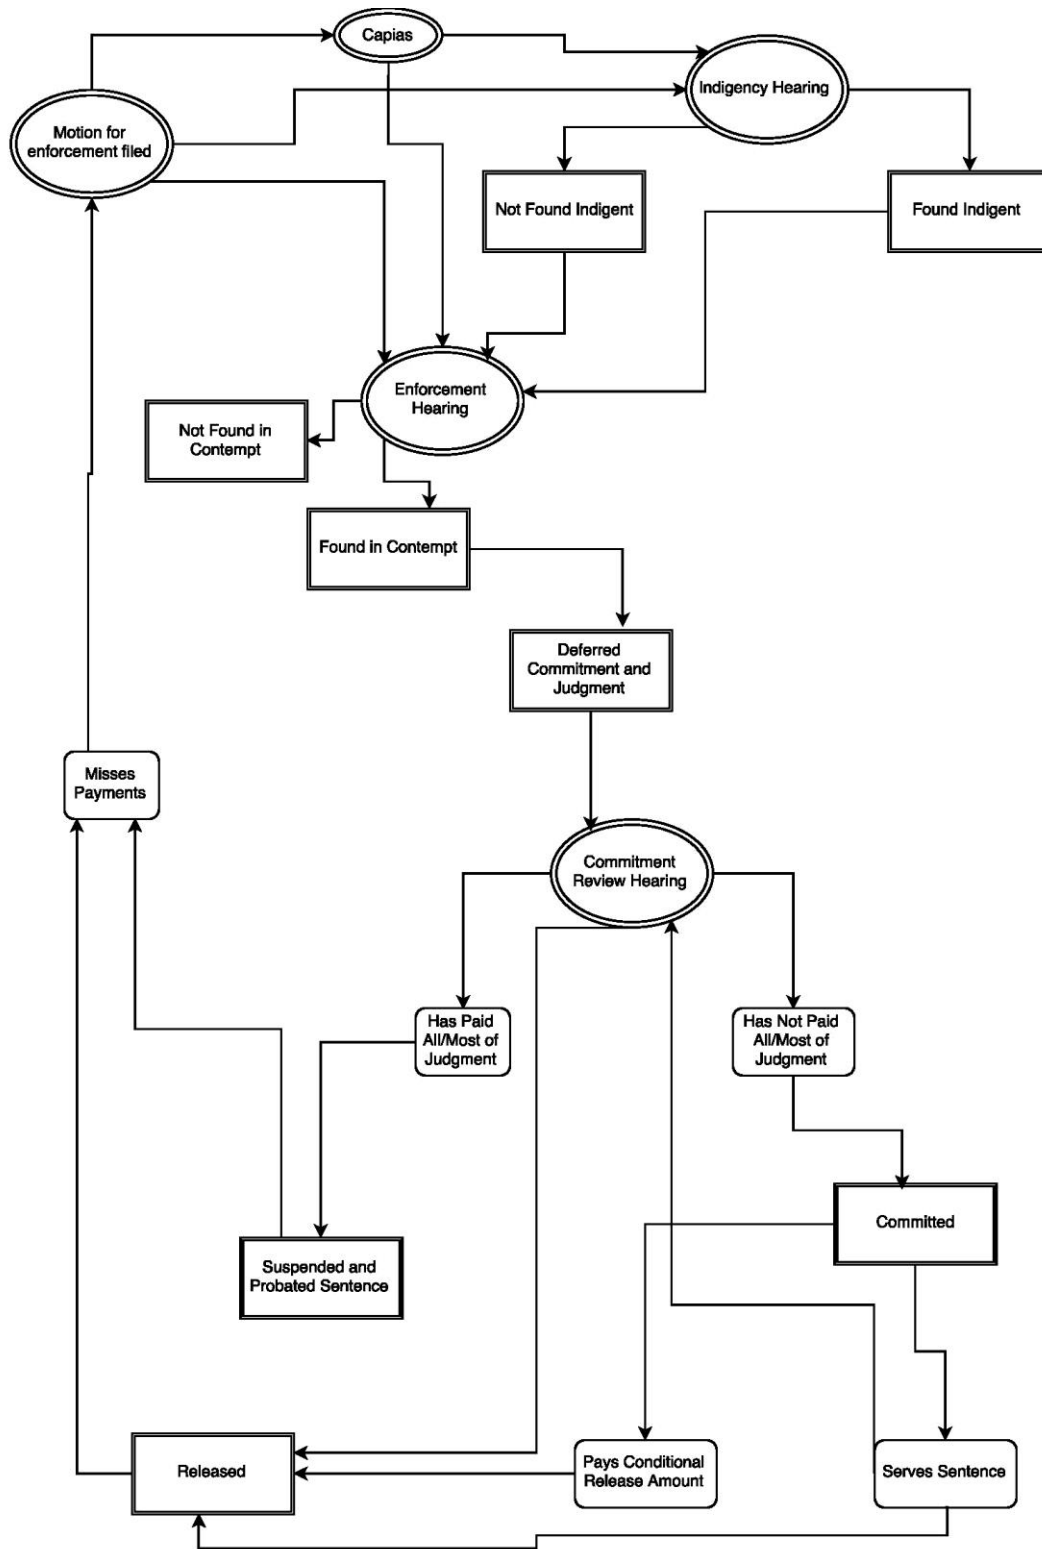 Capias
Indigency Hearing
Motion for
enforcement filed
Not Found Indigent
Found Indigent
Enforcement
Hearing
Not Found in
Contempt
Found in Contempt
Deferred
Commitment and
Judgment
Misses
Payments
Commitment
Review Hearing
Has Paid
All/Most of
Judgment
Has Not Paid
All/Most of
Judgment
Committed
Suspended and
Probated Sentence
Released
Pays Conditional
Release Amount
Serves Sentence